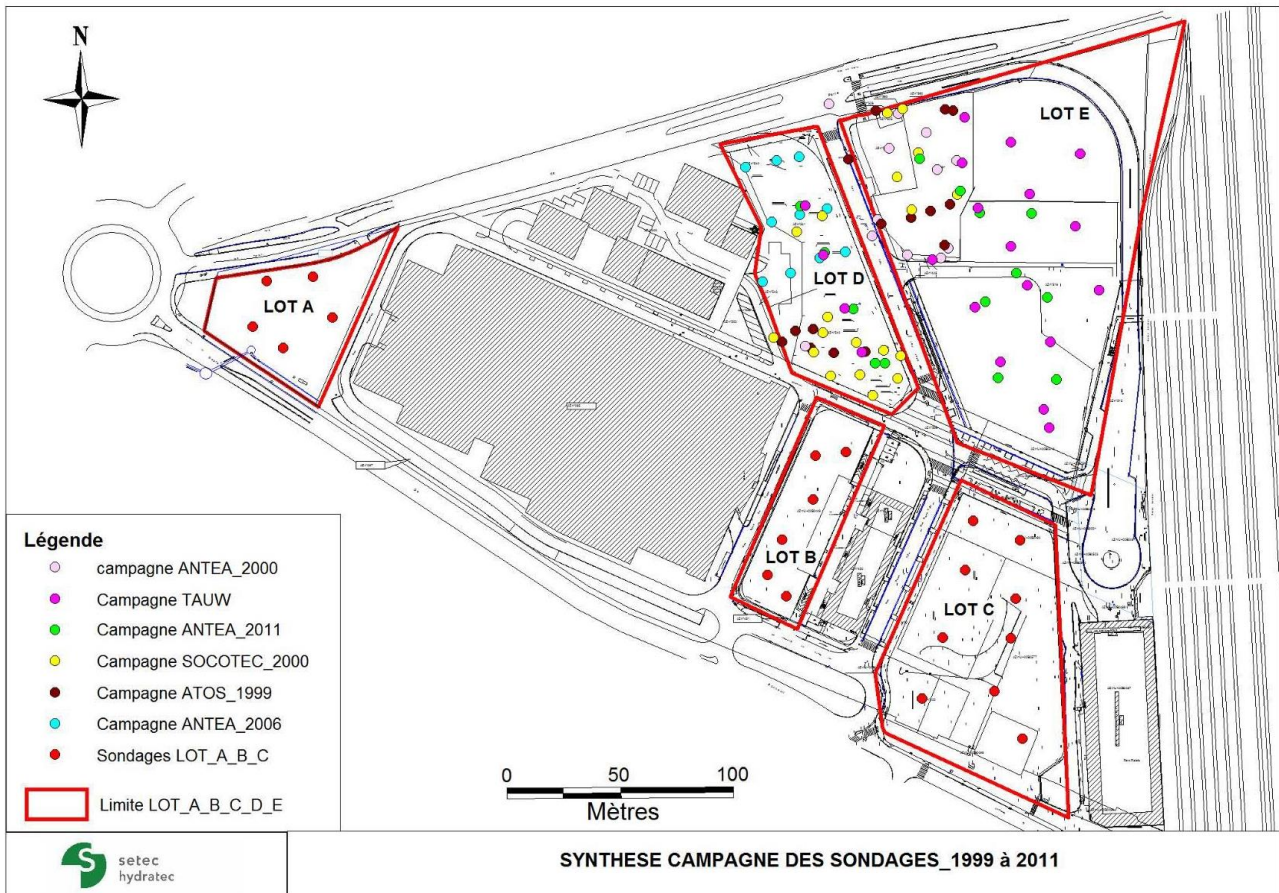 N
LOT E
LOT D
LOT A
LOT B
LOT C
Légende
campagne ANTEA_2000
Campagne TAUW
Campagne ANTEA_2011
Campagne SOCOTEC_2000
Campagne ATOS_1999
Campagne ANTEA_2006
Sondages LOT_A_B_C
Limite LOT_A_B_C_D_E
0 50 100
Mètres
setec
hydratec
SYNTHESE CAMPAGNE DES SONDAGES_1999 à 2011